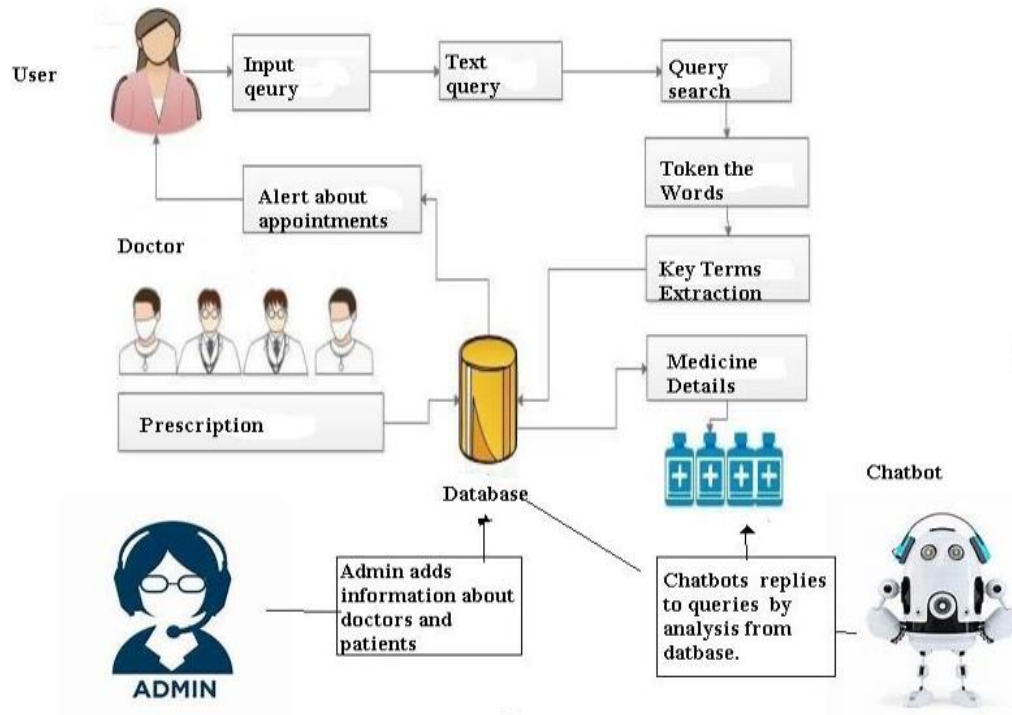 User
Input
qeury
Text
query
Query
search
Token the
Words
Alert about
appointments
Doctor
Key Terms
Extraction
Medicine
Details
Prescription
Database
Chatbot
Admin adds
information about
doctors and
patients
Chatbots replies
to queries by
analysis from
datbase.
ADMIN